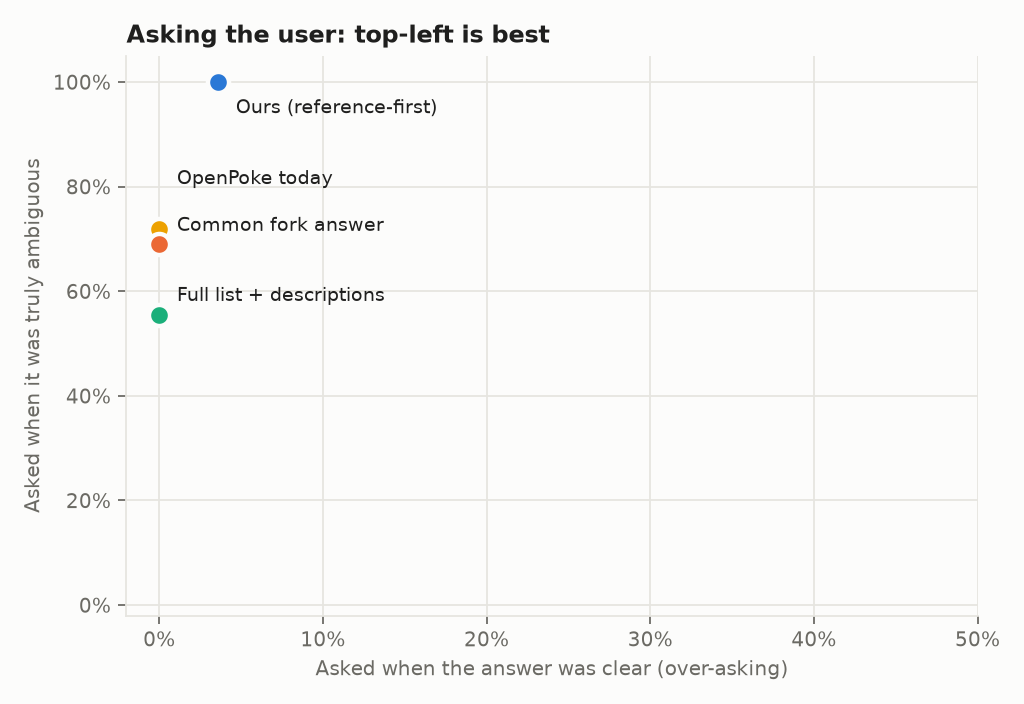 Asking the user: top-left is best
100%
80%
60%
40%
20%
0%
Asked when it was truly ambiguous
Ours (reference-first)
OpenPoke today
Common fork answer
Full list + descriptions
0% 10% 20% 30% 40% 50%
Asked when the answer was clear (over-asking)